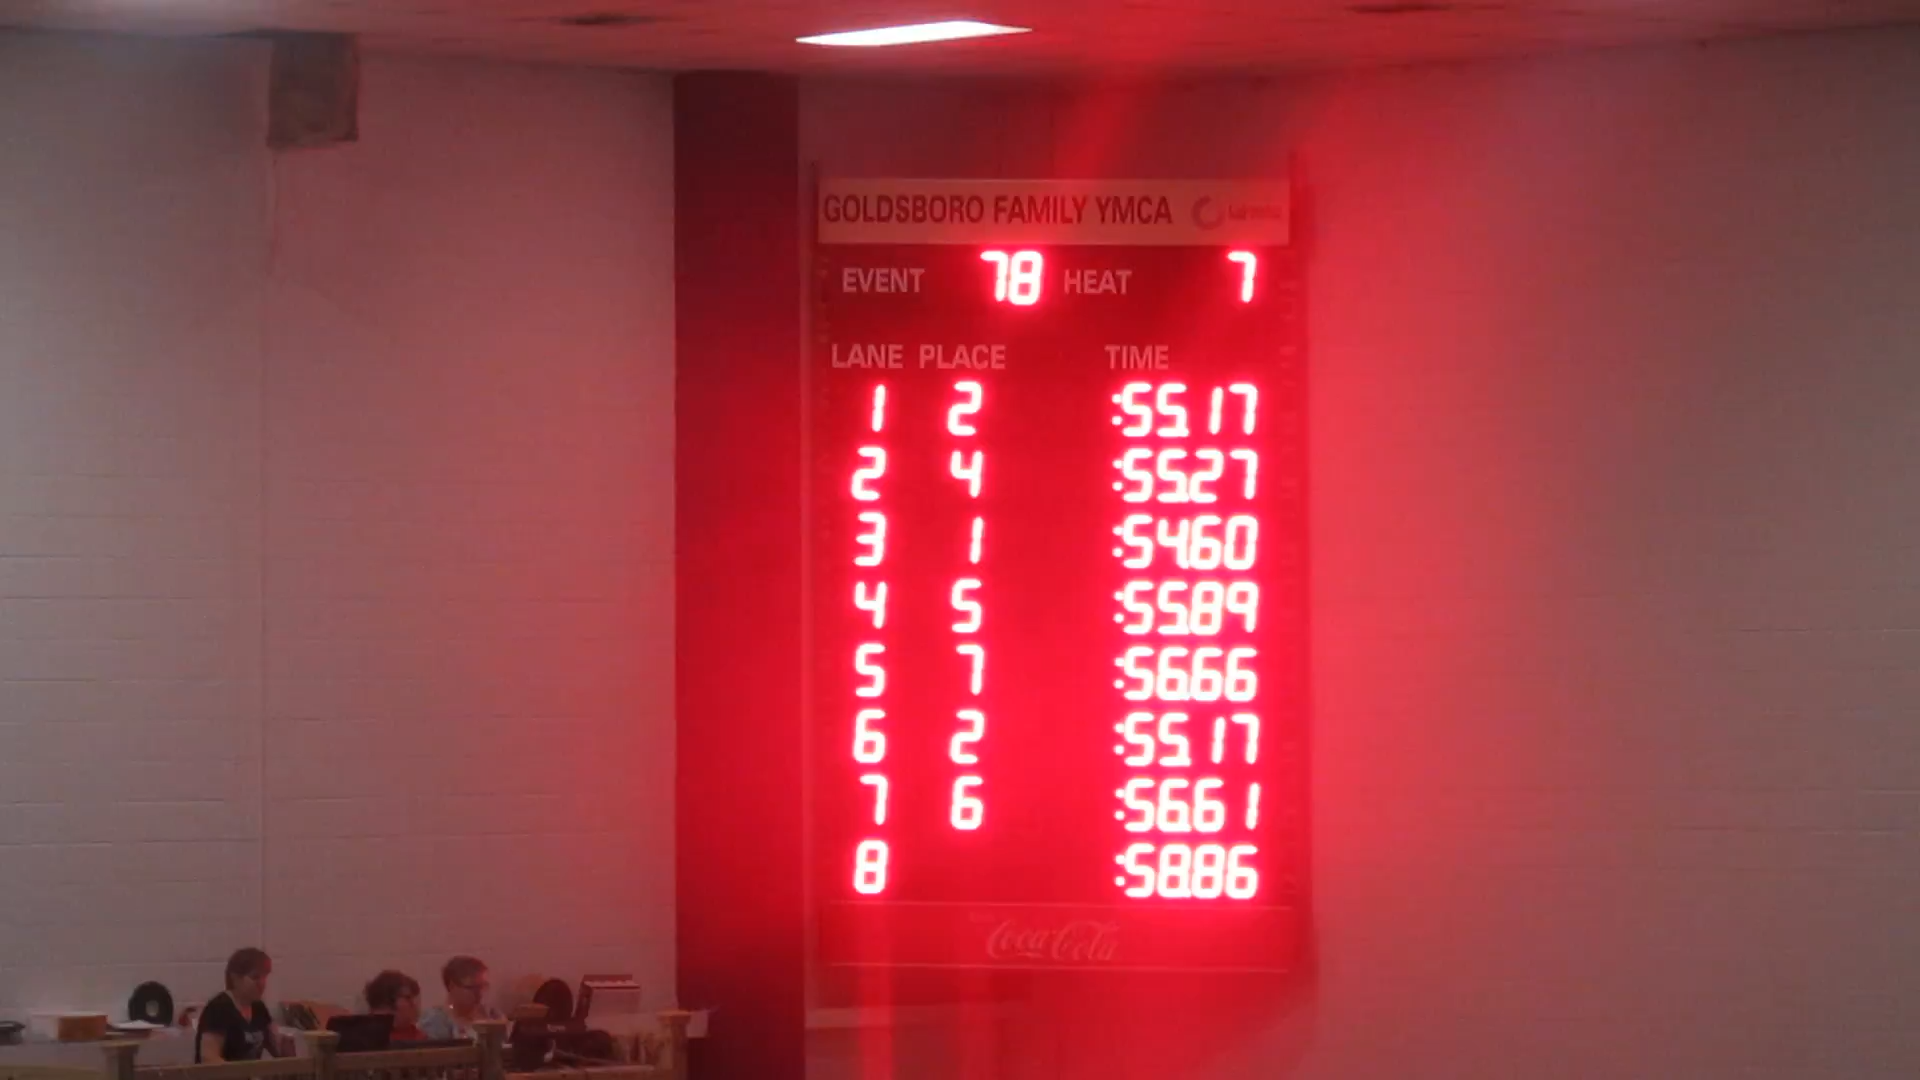 GOLDSBORO FAMILY YMCA
EVENT 78 HEAT 7
LANE PLACE TIME
1 2 :55.17
2 4 :55.27
3 1 :54.60
4 5 :55.89
5 7 :56.66
6 2 :55.17
7 6 :56.61
8 :58.86
Coca-Cola